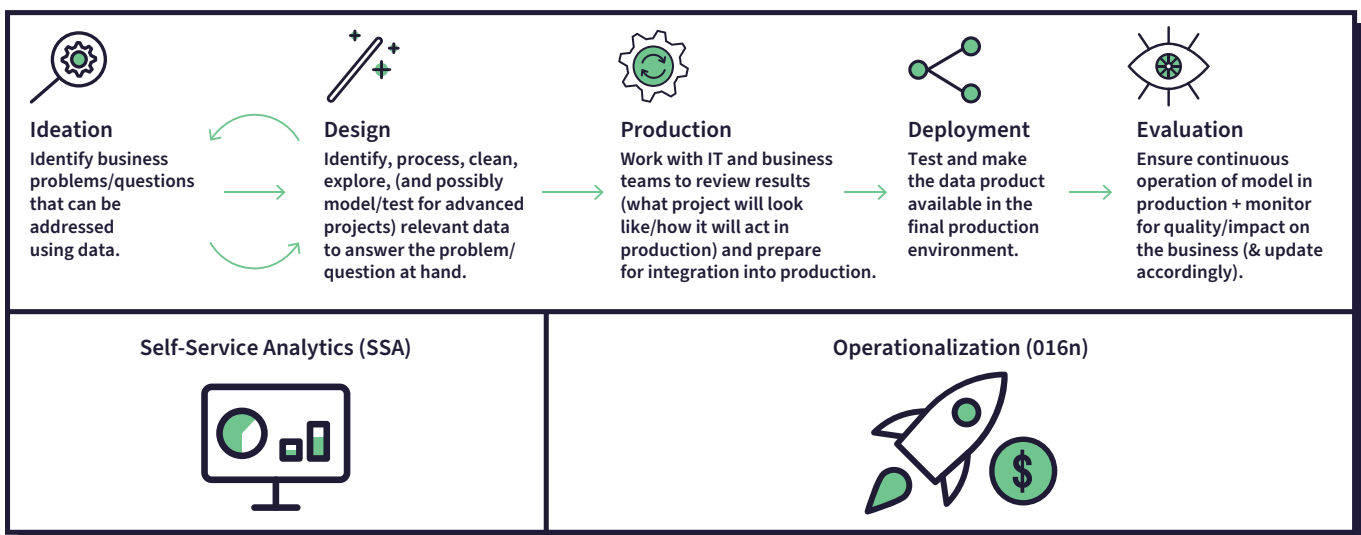 Ideation
Identify business
problems/questions
that can be
addressed
using data.
Design
Identify, process, clean,
explore, (and possibly
model/test for advanced
projects) relevant data
to answer the problem/
question at hand.
Production
Work with IT and business
teams to review results
(what project will look
like/how it will act in
production) and prepare
for integration into production.
Deployment
Test and make
the data product
available in the
final production
environment.
Evaluation
Ensure continuous
operation of model in
production + monitor
for quality/impact on
the business (& update
accordingly).
Self-Service Analytics (SSA)
Operationalization (016n)
$